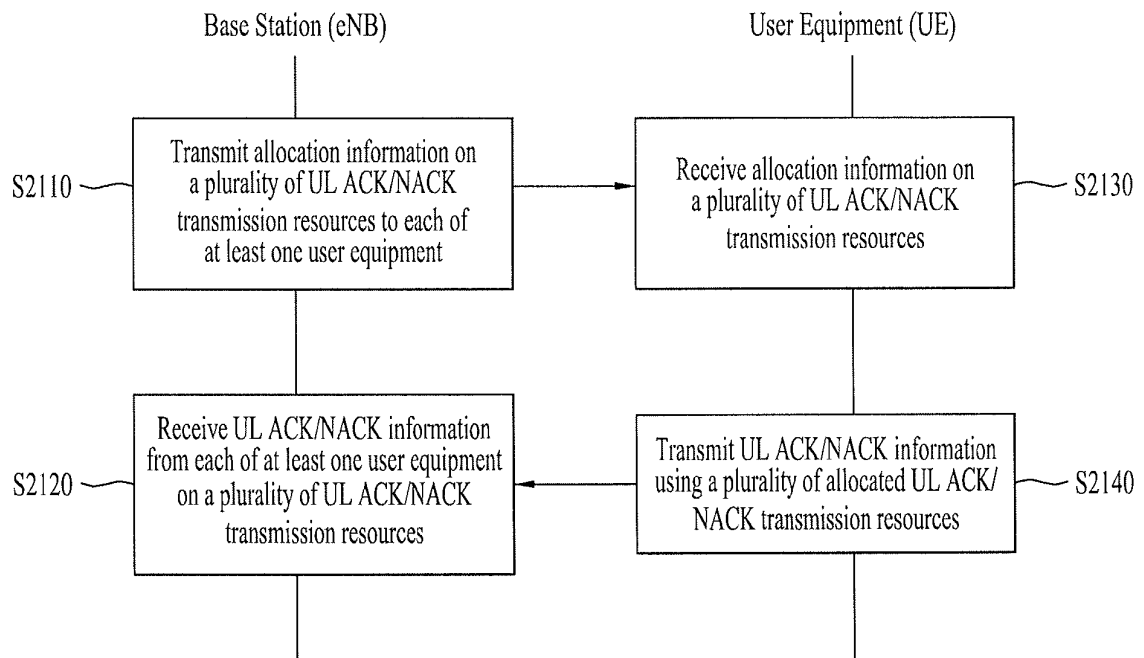 Base Station (eNB)
User Equipment (UE)
S2110
Transmit allocation information on
a plurality of UL ACK/NACK
transmission resources to each of
at least one user equipment
Receive allocation information on
a plurality of UL ACK/NACK
transmission resources
S2130
S2120
Receive UL ACK/NACK information
from each of at least one user equipment
on a plurality of UL ACK/NACK
transmission resources
Transmit UL ACK/NACK information
using a plurality of allocated UL ACK/
NACK transmission resources
S2140